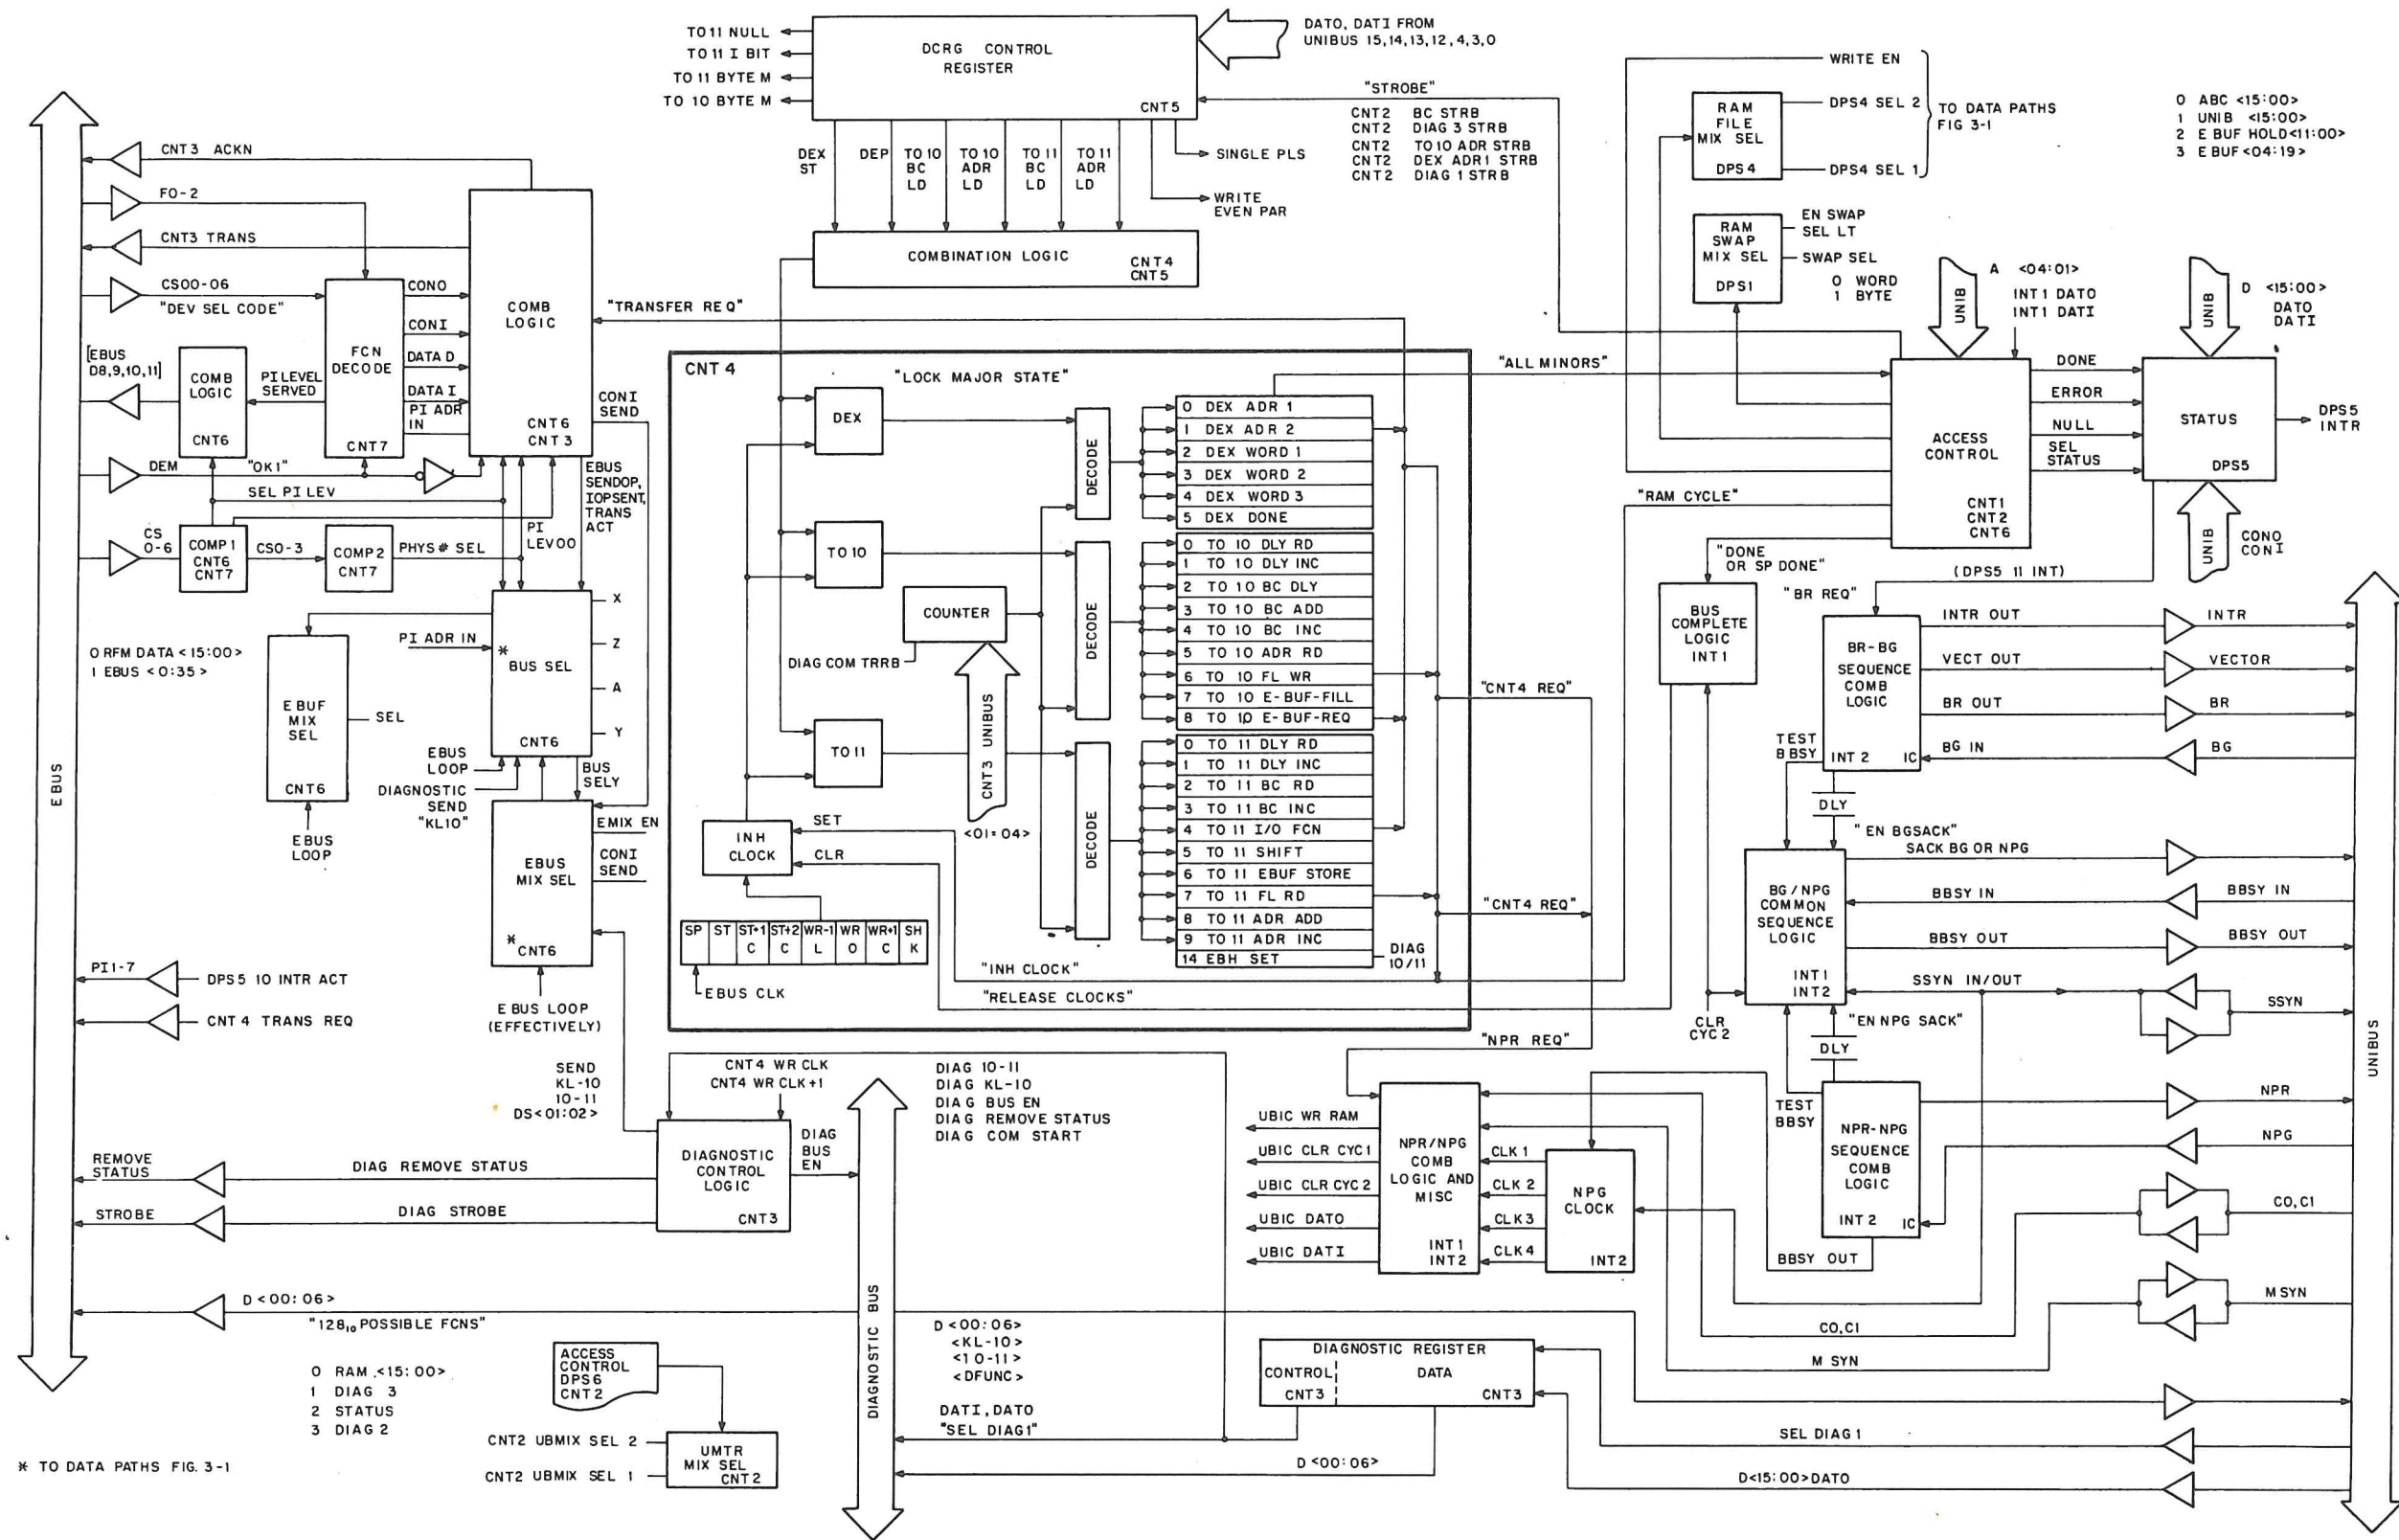 TO 11 NULL
TO 11 I BIT
TO 11 BYTE M
TO 10 BYTE M
DCRG CONTROL
REGISTER
CNT5
DATO, DATI FROM
UNIBUS 15,14,13,12,4,3,0
"STROBE"
CNT2 BC STRB
CNT2 DIAG 3 STRB
CNT2 TO 10 ADR STRB
CNT2 DEX ADR1 STRB
CNT2 DIAG 1 STRB
DEX
ST
DEP
TO 10
BC
LD
TO 10
ADR
LD
TO 11
BC
LD
TO 11
ADR
LD
SINGLE PLS
WRITE
EVEN PAR
COMBINATION LOGIC
CNT4
CNT5
WRITE EN
RAM
FILE
MIX SEL
DPS4
DPS4 SEL 2
DPS4 SEL 1
TO DATA PATHS
FIG 3-1
0 ABC <15:00>
1 UNIB <15:00>
2 E BUF HOLD<11:00>
3 E BUF<04:19>
RAM
SWAP
MIX SEL
DPS1
EN SWAP
SEL LT
SWAP SEL
0 WORD
1 BYTE
UNIB
A <04:01>
INT 1 DATO
INT 1 DATI
UNIB
D <15:00>
DATO
DATI
ACCESS
CONTROL
CNT1
CNT2
CNT6
DONE
ERROR
NULL
SEL
STATUS
STATUS
DPS5
DPS5
INTR
UNIB
CONO
CONI
EBUS
CNT3 ACKN
FO-2
CNT3 TRANS
CS00-06
"DEV SEL CODE"
[EBUS
D8,9,10,11]
COMB
LOGIC
CNT6
PI LEVEL
SERVED
FCN
DECODE
CNT7
CONO
CONI
DATA D
DATA I
PI ADR
IN
COMB
LOGIC
CNT6
CNT 3
"TRANSFER REQ"
CONI
SEND
DEM
"OK1"
SEL PI LEV
CS
0-6
COMP 1
CNT6
CNT7
CS0-3
COMP2
CNT7
PHYS # SEL
PI
LEV00
EBUS
SENDOP,
IOPSENT,
TRANS
ACT
0 RFM DATA <15:00>
1 EBUS <0:35>
E BUF
MIX
SEL
CNT6
SEL
EBUS
LOOP
PI ADR IN
*
BUS SEL
CNT6
X
Z
A
Y
EBUS
LOOP
DIAGNOSTIC
SEND
"KL10"
BUS
SELY
EBUS
MIX SEL
*
CNT6
EMIX EN
CONI
SEND
E BUS LOOP
(EFFECTIVELY)
PI1-7
DPS5 10 INTR ACT
CNT 4 TRANS REQ
CNT 4
"LOCK MAJOR STATE"
DEX
TO 10
TO 11
COUNTER
DIAG COM TRRB
CNT3 UNIBUS
<01=04>
INH
CLOCK
SET
CLR
SP
ST
ST+1
C
ST+2
C
WR-1
L
WR
O
WR+1
C
SH
K
EBUS CLK
DECODE
DECODE
DECODE
0 DEX ADR 1
1 DEX ADR 2
2 DEX WORD 1
3 DEX WORD 2
4 DEX WORD 3
5 DEX DONE
0 TO 10 DLY RD
1 TO 10 DLY INC
2 TO 10 BC DLY
3 TO 10 BC ADD
4 TO 10 BC INC
5 TO 10 ADR RD
6 TO 10 FL WR
7 TO 10 E-BUF-FILL
8 TO 10 E-BUF-REQ
0 TO 11 DLY RD
1 TO 11 DLY INC
2 TO 11 BC RD
3 TO 11 BC INC
4 TO 11 I/O FCN
5 TO 11 SHIFT
6 TO 11 EBUF STORE
7 TO 11 FL RD
8 TO 11 ADR ADD
9 TO 11 ADR INC
14 EBH SET
DIAG
10/11
"INH CLOCK"
"RELEASE CLOCKS"
"ALL MINORS"
"RAM CYCLE"
"CNT4 REQ"
"CNT4 REQ"
"NPR REQ"
"DONE
OR SP DONE"
BUS
COMPLETE
LOGIC
INT 1
CLR
CYC 2
(DPS5 11 INT)
"BR REQ"
BR-BG
SEQUENCE
COMB
LOGIC
INT 2
IC
INTR OUT
VECT OUT
BR OUT
BG IN
INTR
VECTOR
BR
BG
TEST
BBSY
DLY
"EN BGSACK"
BG/NPG
COMMON
SEQUENCE
LOGIC
INT 1
INT 2
SACK BG OR NPG
BBSY IN
BBSY IN
BBSY OUT
BBSY OUT
SSYN IN/OUT
SSYN
"EN NPG SACK"
DLY
TEST
BBSY
NPR-NPG
SEQUENCE
COMB
LOGIC
INT 2
IC
NPR
NPG
BBSY OUT
CO,C1
M SYN
UNIBUS
CO,C1
M SYN
NPR/NPG
COMB
LOGIC AND
MISC
INT 1
INT 2
UBIC WR RAM
UBIC CLR CYC1
UBIC CLR CYC 2
UBIC DATO
UBIC DATI
CLK 1
CLK 2
CLK3
CLK4
NPG
CLOCK
INT2
SEND
KL-10
10-11
DS<01:02>
CNT4 WR CLK
CNT4 WR CLK+1
DIAGNOSTIC
CONTROL
LOGIC
CNT3
DIAG
BUS
EN
DIAG 10-11
DIAG KL-10
DIAG BUS EN
DIAG REMOVE STATUS
DIAG COM START
REMOVE
STATUS
DIAG REMOVE STATUS
STROBE
DIAG STROBE
D<00:06>
"128₁₀ POSSIBLE FCNS"
DIAGNOSTIC BUS
D<00:06>
<KL-10>
<10-11>
<DFUNC>
DATI, DATO
"SEL DIAG1"
D<00:06>
DIAGNOSTIC REGISTER
CONTROL
CNT3
DATA
CNT3
SEL DIAG 1
D<15:00>DATO
0 RAM <15:00>
1 DIAG 3
2 STATUS
3 DIAG 2
ACCESS
CONTROL
DPS6
CNT2
CNT2 UBMIX SEL 2
CNT2 UBMIX SEL 1
UMTR
MIX SEL
CNT2
* TO DATA PATHS FIG. 3-1